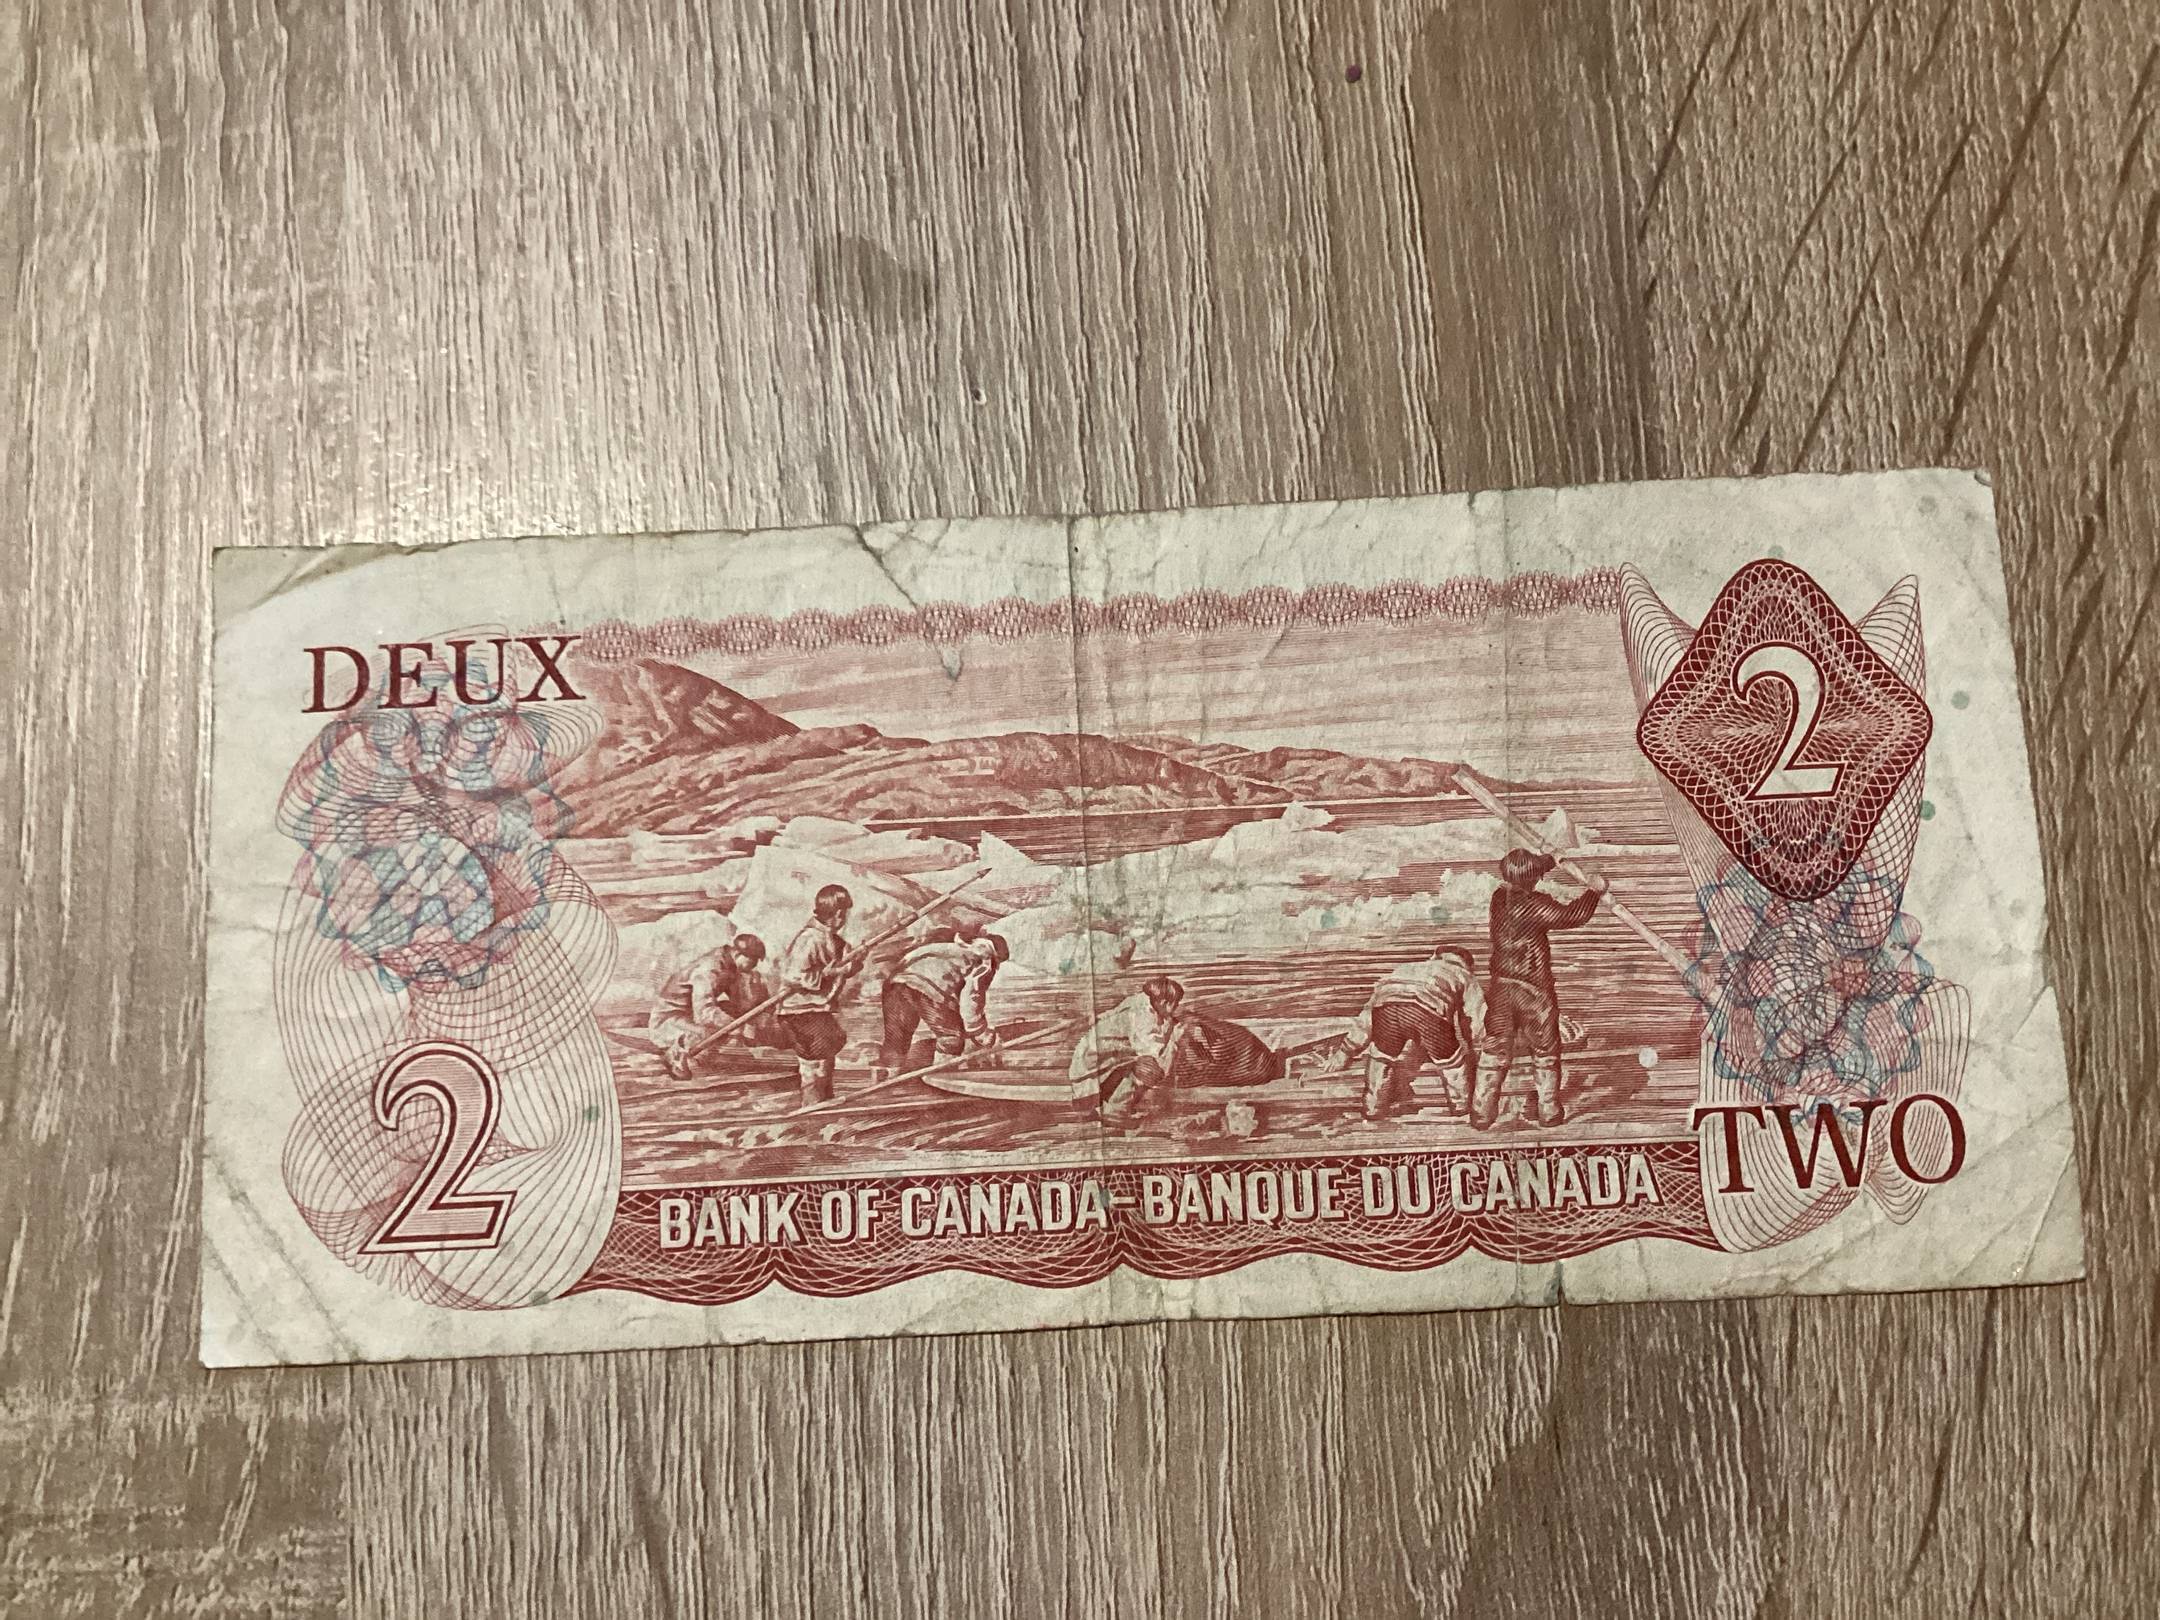 DEUX
2
2
TWO
BANK OF CANADA-BANQUE DU CANADA